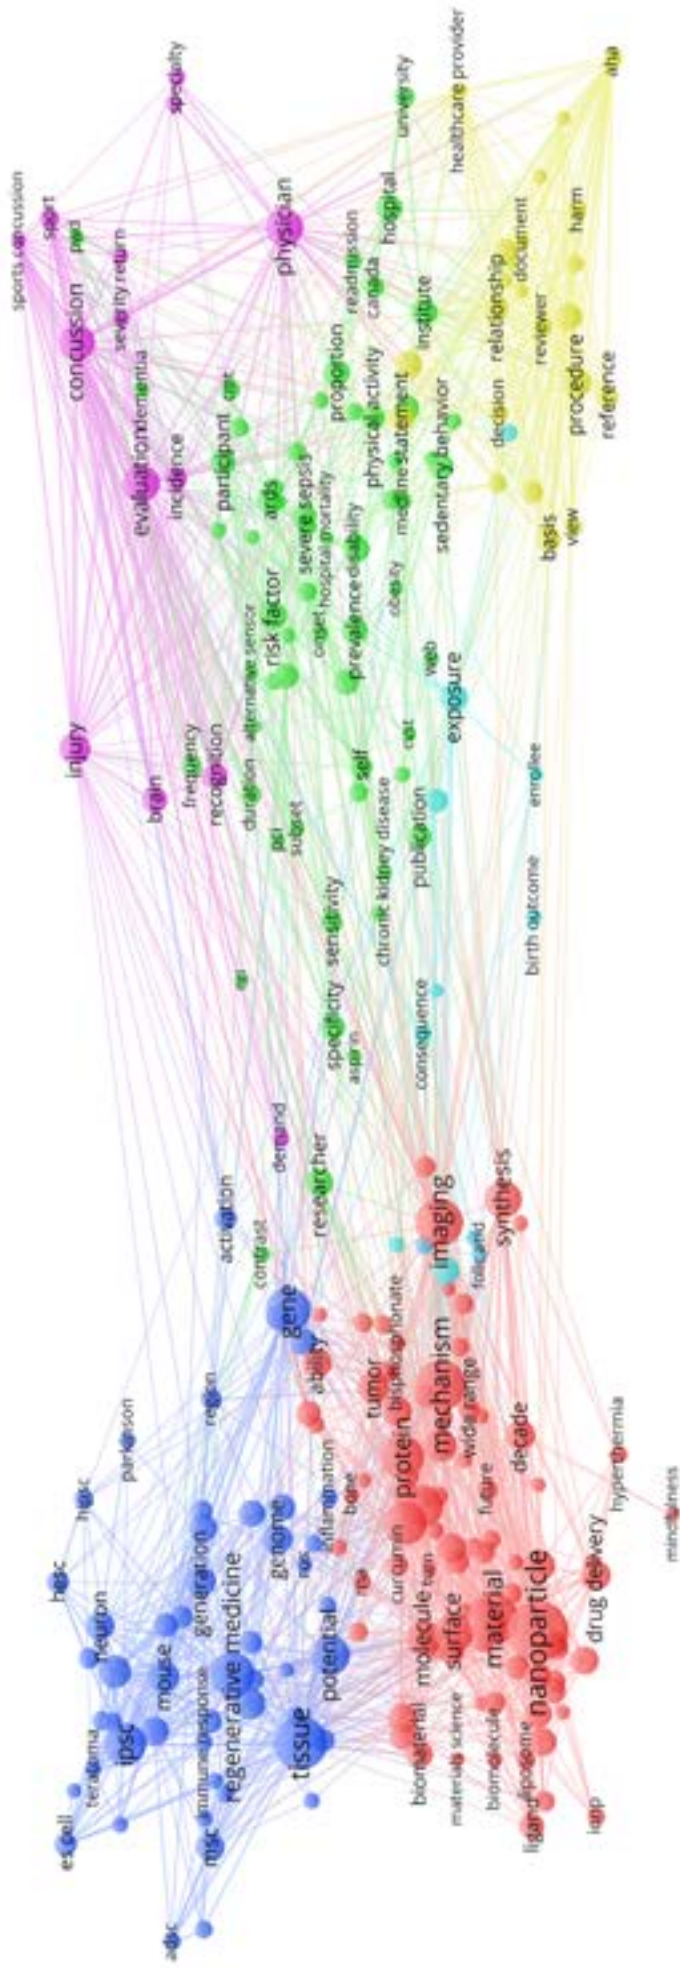 specialty
university
healthcare provider
aha
sports concussion
sport
physician
hospital
document
harm
severity return
readmission
canada
institute
relationship
reviewer
concussion
dementia
cost
proportion
physical activity
medline
statement
decision
procedure
reference
evaluation
incidence
participant
ards
severe sepsis
hospital mortality
disability
sedentary behavior
basis
view
risk factor
onset
prevalence
obesity
alternative
sensor
web
exposure
injury
brain
frequency
recognition
duration
subset
self
chronic kidney disease
publication
enrollee
sensitivity
birth outcome
specificity
aspirin
consequence
demand
researcher
activation
contrast
gene
imaging
synthesis
ability
region
tumor
bisphosphonate
mechanism
wide range
decade
parkinson
protein
inflammation
bone
future
hyperthermia
mindfulness
hesc
neuron
generation
genome
curcumin
drug delivery
mouse
regenerative medicine
potential
molecule
surface
material
nanoparticle
ipsc
teratoma
immune response
tissue
biomaterial
materials science
biomolecule
liposome
ligand
es cell
msc
adsc